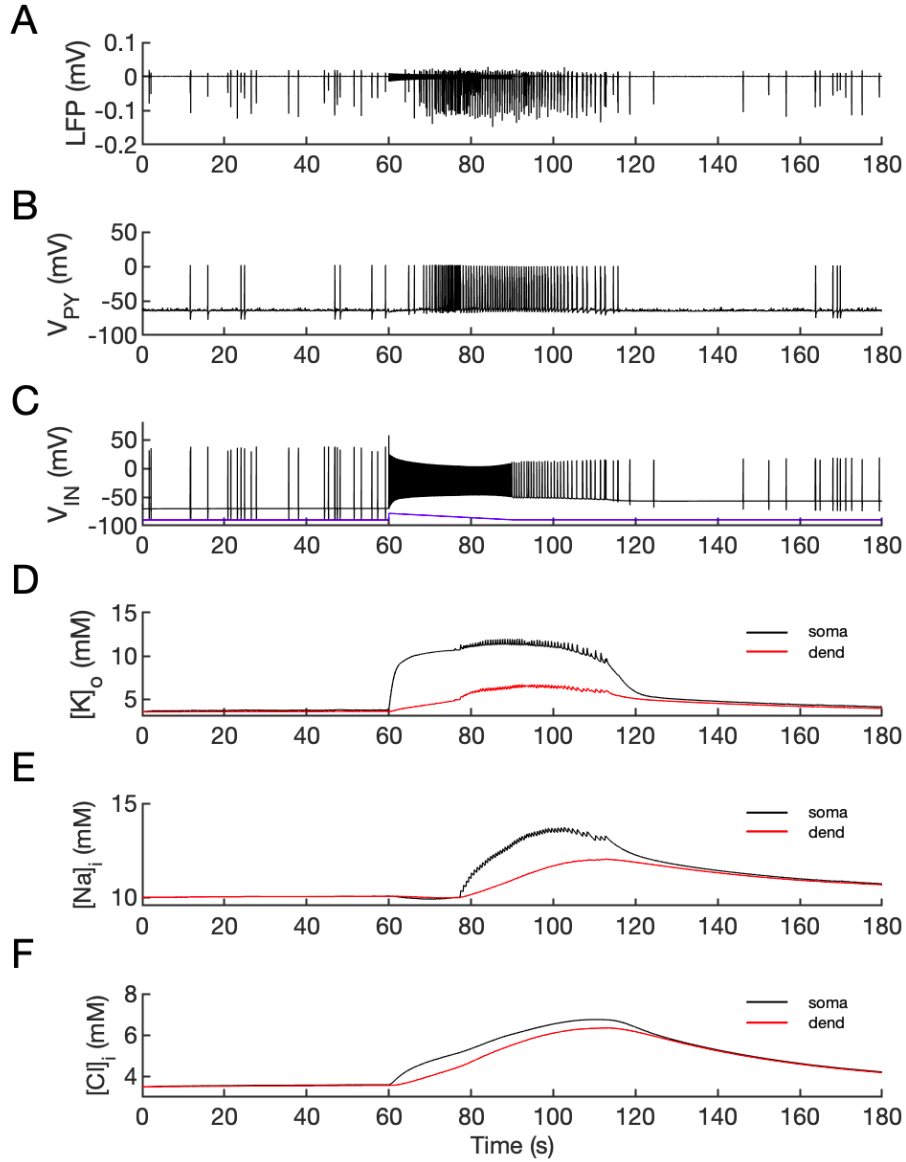 A
LFP (mV)
0.1
0
-0.1
-0.2
0 20 40 60 80 100 120 140 160 180
B
V_PY (mV)
50
0
-50
-100
0 20 40 60 80 100 120 140 160 180
C
V_IN (mV)
50
0
-50
-100
0 20 40 60 80 100 120 140 160 180
D
[K]_o (mM)
15
10
5
soma
dend
0 20 40 60 80 100 120 140 160 180
E
[Na]_i (mM)
15
10
soma
dend
0 20 40 60 80 100 120 140 160 180
F
[Cl]_i (mM)
8
6
4
soma
dend
0 20 40 60 80 100 120 140 160 180
Time (s)